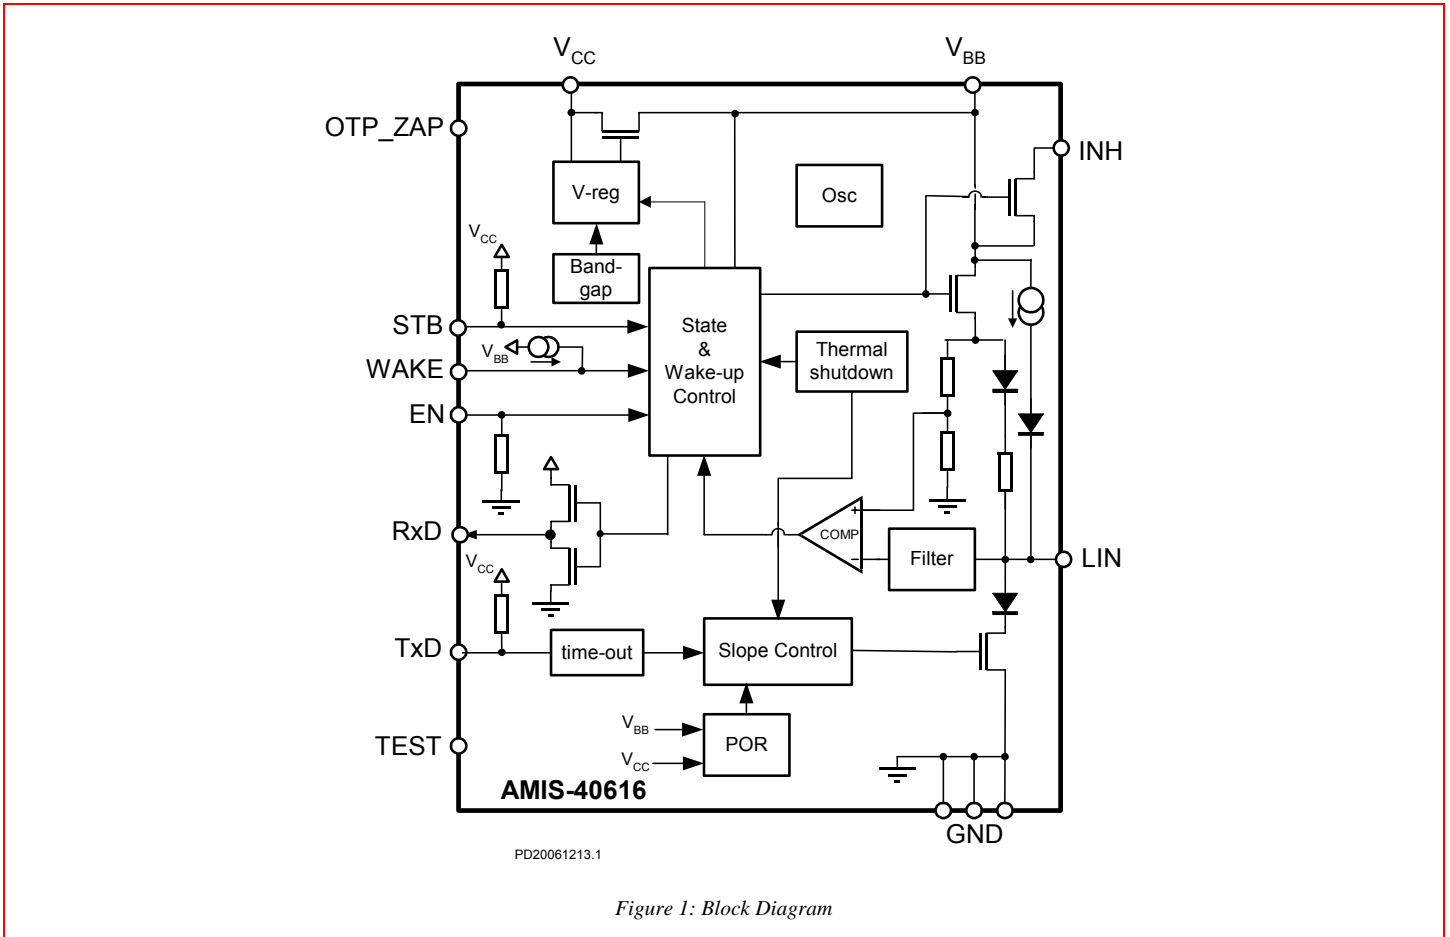 VCC
VBB
OTP_ZAP
INH
V-reg
Osc
VCC
Band-
gap
STB
State
&
Wake-up
Control
Thermal
shutdown
VBB
WAKE
EN
RxD
+
COMP
–
Filter
LIN
VCC
TxD
time-out
Slope Control
VBB
POR
VCC
TEST
AMIS-40616
GND
PD20061213.1
Figure 1: Block Diagram